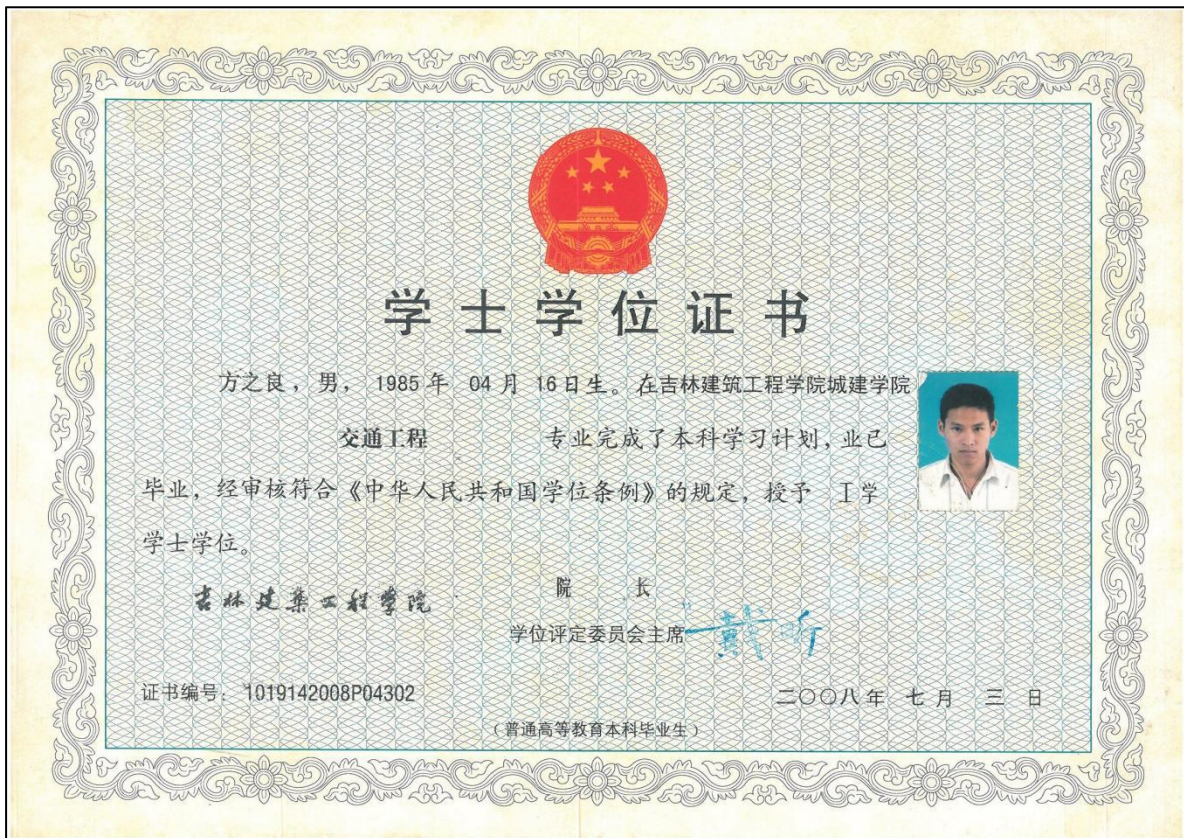 学士学位证书
方之良，男， 1985 年 04 月 16 日生。在吉林建筑工程学院城建学院
交通工程 专业完成了本科学习计划，业已
毕业，经审核符合《中华人民共和国学位条例》的规定，授予 工学
学士学位。
吉林建筑工程学院
院 长
学位评定委员会主席 戴昕
证书编号： 1019142008P04302
二〇〇八年 七月 三 日
（普通高等教育本科毕业生）